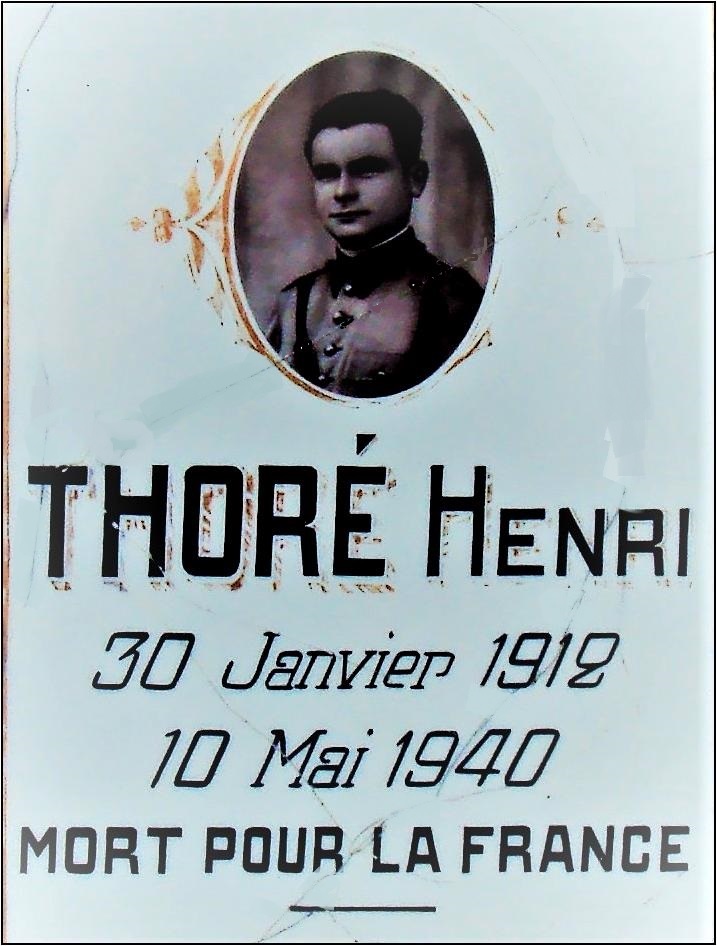 THORÉ HENRI
30 Janvier 1912
10 Mai 1940
MORT POUR LA FRANCE